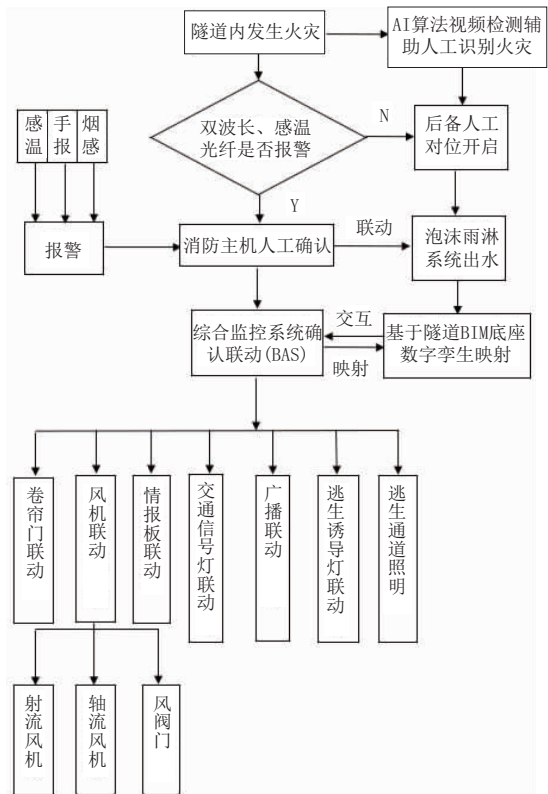 隧道内发生火灾
AI算法视频检测辅
助人工识别火灾
双波长、感温
光纤是否报警
N
后备人工
对位开启
感温
手报
烟感
Y
报警
消防主机人工确认
联动
泡沫雨淋
系统出水
综合监控系统确
认联动(BAS)
交互
映射
基于隧道BIM底座
数字孪生映射
卷帘门联动
风机联动
情报板联动
交通信号灯联动
广播联动
逃生诱导灯联动
逃生通道照明
射流风机
轴流风机
风阀门